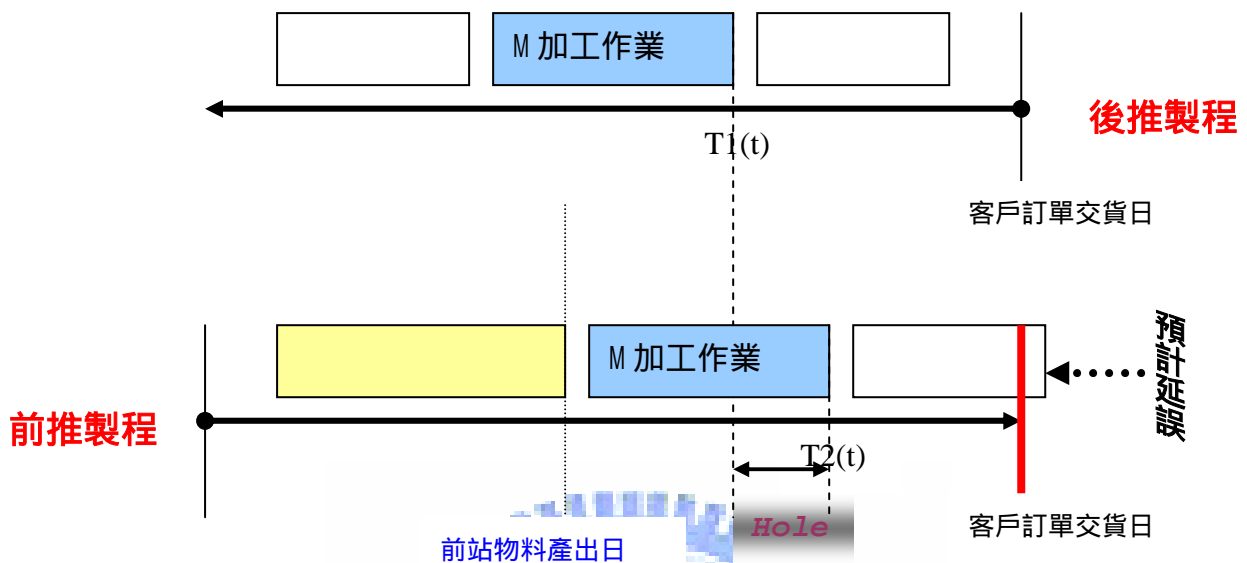 M 加工作業
後推製程
T1(t)
客戶訂單交貨日
M 加工作業
預計延誤
前推製程
T2(t)
Hole
客戶訂單交貨日
前站物料產出日